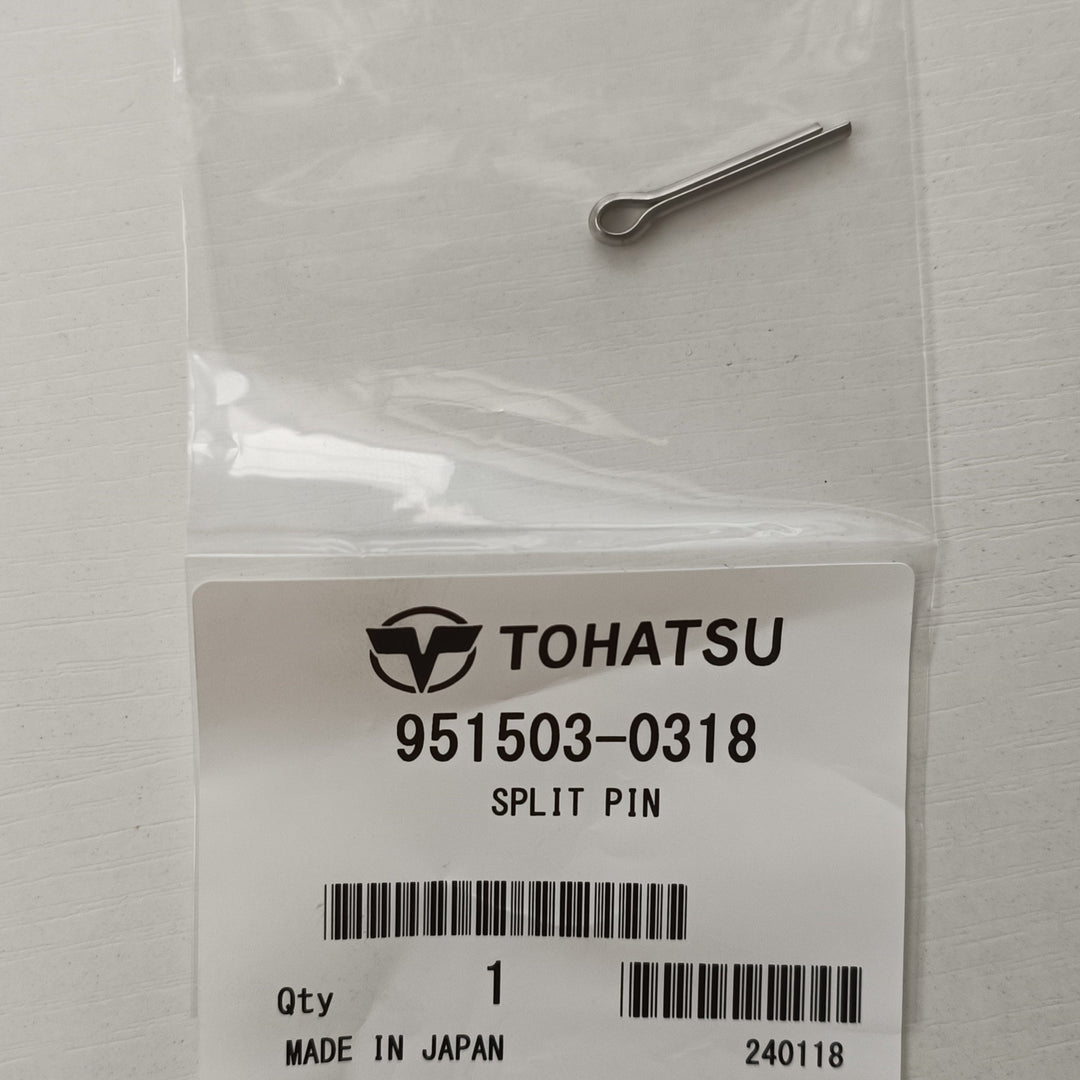 TOHATSU
951503-0318
SPLIT PIN
Qty 1
MADE IN JAPAN 240118